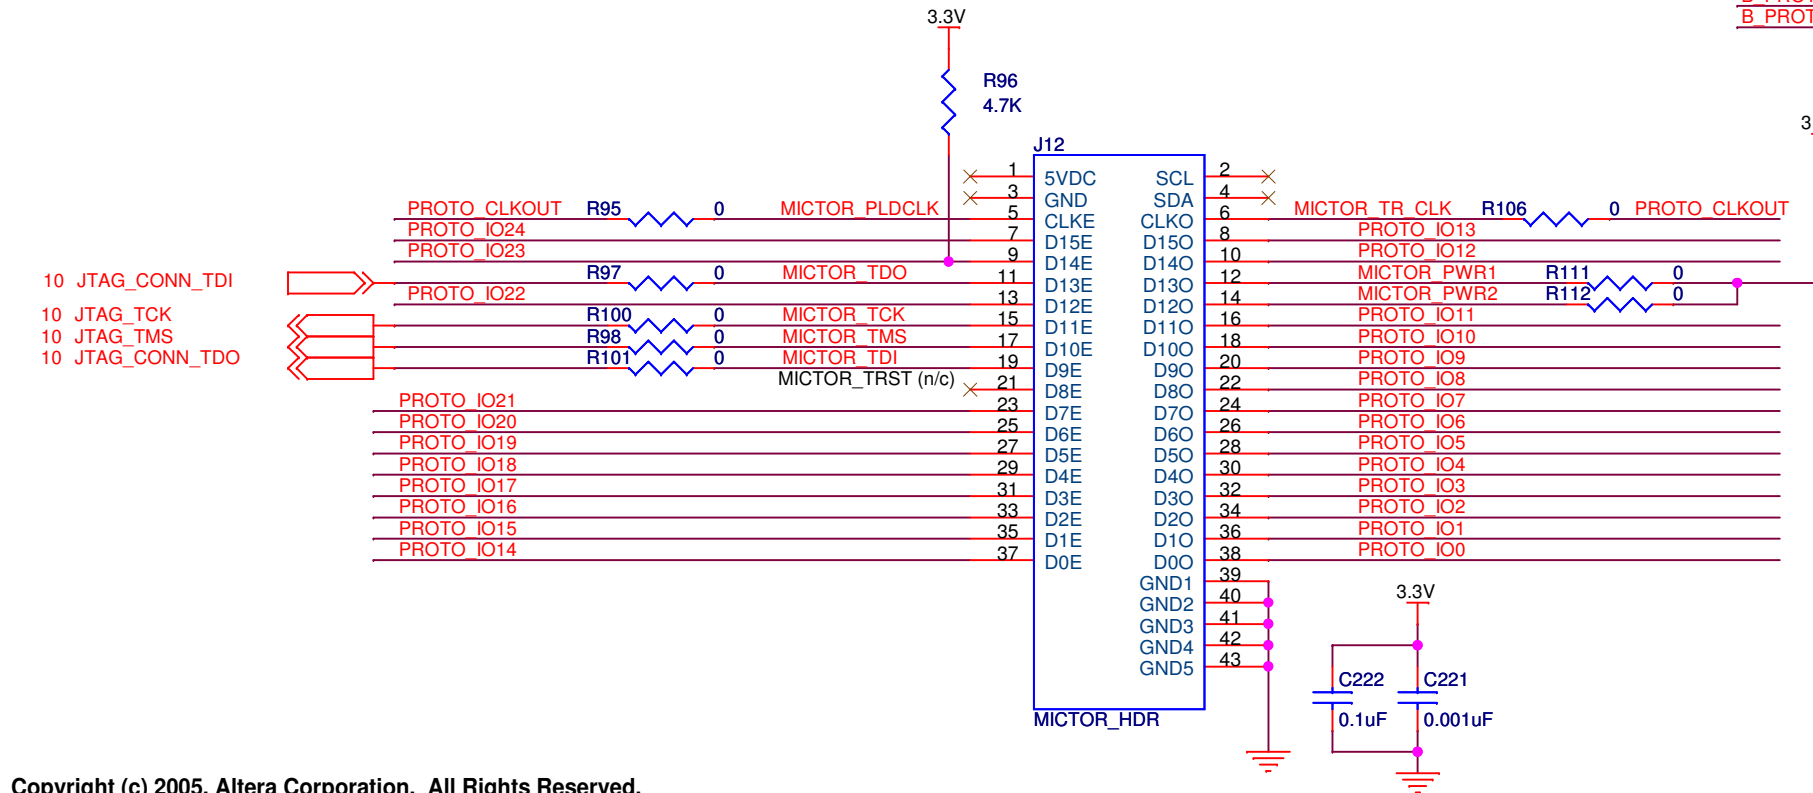 B_PROT
3.3V
R96
4.7K
J12
1 5VDC SCL 2
3 GND SDA 4
PROTO_CLKOUT R95 0 MICTOR_PLDCLK 5 CLKE CLKO 6 MICTOR_TR_CLK R106 0 PROTO_CLKOUT
PROTO_IO24 7 D15E D15O 8 PROTO_IO13
PROTO_IO23 9 D14E D14O 10 PROTO_IO12
10 JTAG_CONN_TDI R97 0 MICTOR_TDO 11 D13E D13O 12 MICTOR_PWR1 R111 0
PROTO_IO22 13 D12E D12O 14 MICTOR_PWR2 R112 0
10 JTAG_TCK R100 0 MICTOR_TCK 15 D11E D11O 16 PROTO_IO11
10 JTAG_TMS R98 0 MICTOR_TMS 17 D10E D10O 18 PROTO_IO10
10 JTAG_CONN_TDO R101 0 MICTOR_TDI 19 D9E D9O 20 PROTO_IO9
MICTOR_TRST (n/c) 21 D8E D8O 22 PROTO_IO8
PROTO_IO21 23 D7E D7O 24 PROTO_IO7
PROTO_IO20 25 D6E D6O 26 PROTO_IO6
PROTO_IO19 27 D5E D5O 28 PROTO_IO5
PROTO_IO18 29 D4E D4O 30 PROTO_IO4
PROTO_IO17 31 D3E D3O 32 PROTO_IO3
PROTO_IO16 33 D2E D2O 34 PROTO_IO2
PROTO_IO15 35 D1E D1O 36 PROTO_IO1
PROTO_IO14 37 D0E D0O 38 PROTO_IO0
GND1 39
GND2 40
GND3 41
GND4 42
GND5 43
MICTOR_HDR
3.3V
C222 C221
0.1uF 0.001uF
Copyright (c) 2005, Altera Corporation. All Rights Reserved.